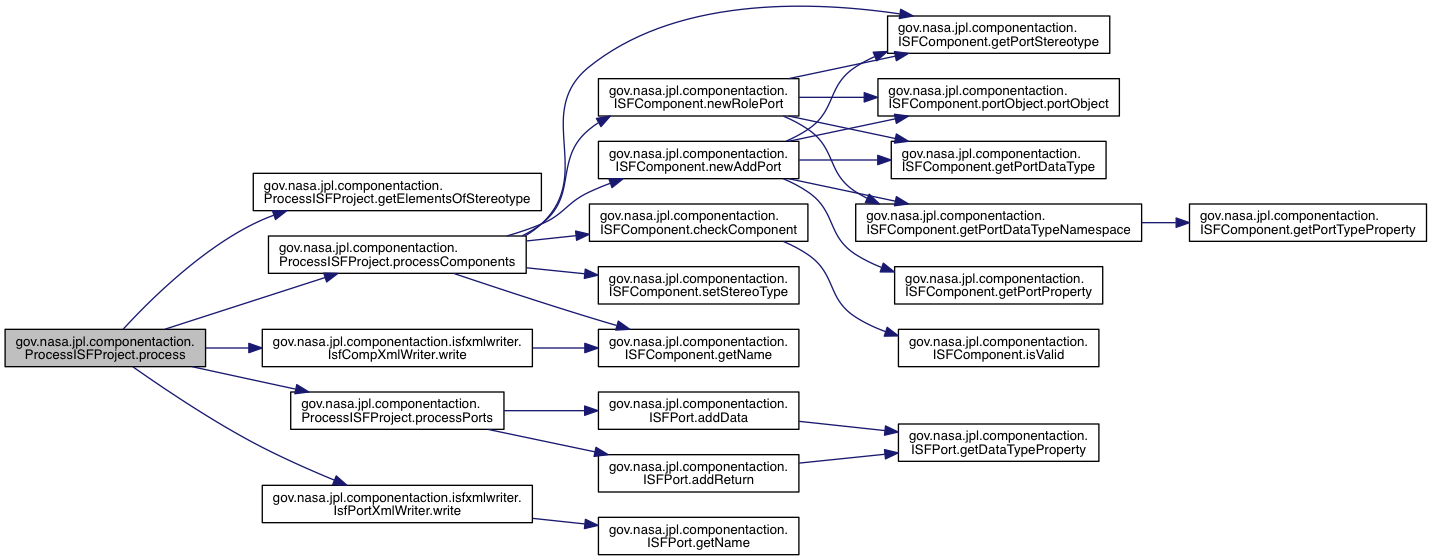 gov.nasa.jpl.componentaction.
ProcessISFProject.process
gov.nasa.jpl.componentaction.
ProcessISFProject.getElementsOfStereotype
gov.nasa.jpl.componentaction.
ProcessISFProject.processComponents
gov.nasa.jpl.componentaction.isfxmlwriter.
IsfCompXmlWriter.write
gov.nasa.jpl.componentaction.
ProcessISFProject.processPorts
gov.nasa.jpl.componentaction.isfxmlwriter.
IsfPortXmlWriter.write
gov.nasa.jpl.componentaction.
ISFComponent.newRolePort
gov.nasa.jpl.componentaction.
ISFComponent.newAddPort
gov.nasa.jpl.componentaction.
ISFComponent.checkComponent
gov.nasa.jpl.componentaction.
ISFComponent.setStereoType
gov.nasa.jpl.componentaction.
ISFComponent.getName
gov.nasa.jpl.componentaction.
ISFPort.addData
gov.nasa.jpl.componentaction.
ISFPort.addReturn
gov.nasa.jpl.componentaction.
ISFPort.getName
gov.nasa.jpl.componentaction.
ISFComponent.getPortStereotype
gov.nasa.jpl.componentaction.
ISFComponent.portObject.portObject
gov.nasa.jpl.componentaction.
ISFComponent.getPortDataType
gov.nasa.jpl.componentaction.
ISFComponent.getPortDataTypeNamespace
gov.nasa.jpl.componentaction.
ISFComponent.getPortProperty
gov.nasa.jpl.componentaction.
ISFComponent.isValid
gov.nasa.jpl.componentaction.
ISFPort.getDataTypeProperty
gov.nasa.jpl.componentaction.
ISFComponent.getPortTypeProperty